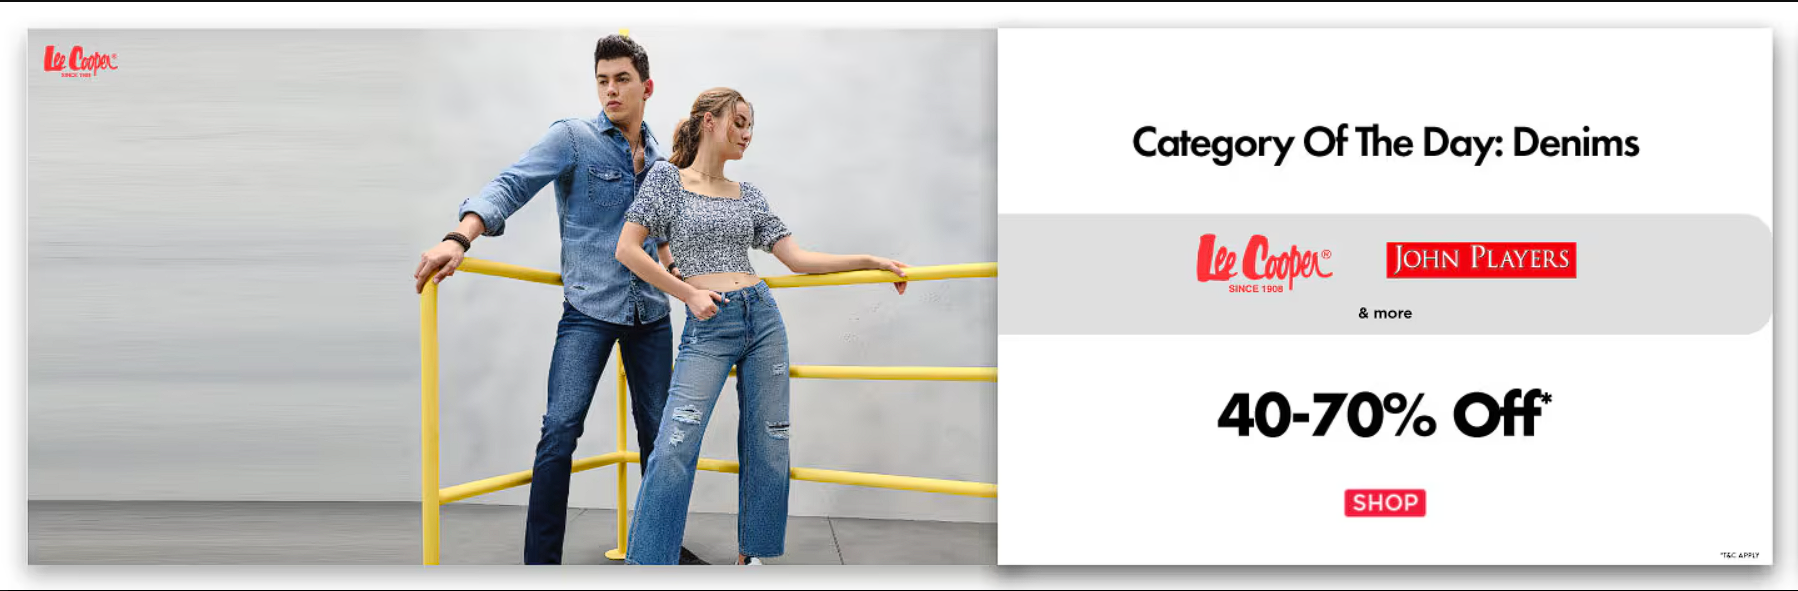 Lee Cooper®
SINCE 1908
Category Of The Day: Denims
Lee Cooper®
SINCE 1908
JOHN PLAYERS
& more
40-70% Off*
SHOP
*T&C APPLY